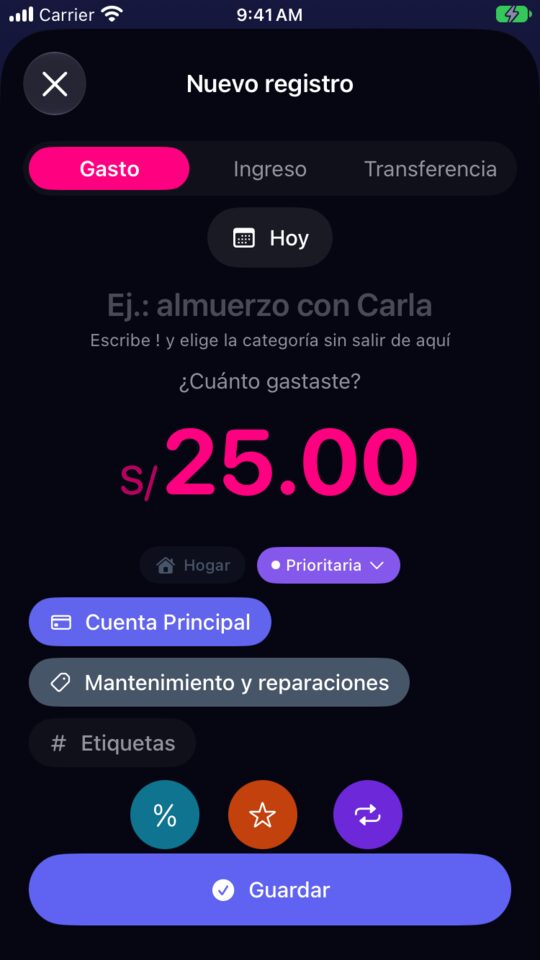 Carrier 9:41 AM
Nuevo registro
Gasto Ingreso Transferencia
Hoy
Ej.: almuerzo con Carla
Escribe ! y elige la categoría sin salir de aquí
¿Cuánto gastaste?
S/25.00
Hogar Prioritaria
Cuenta Principal
Mantenimiento y reparaciones
# Etiquetas
%
Guardar